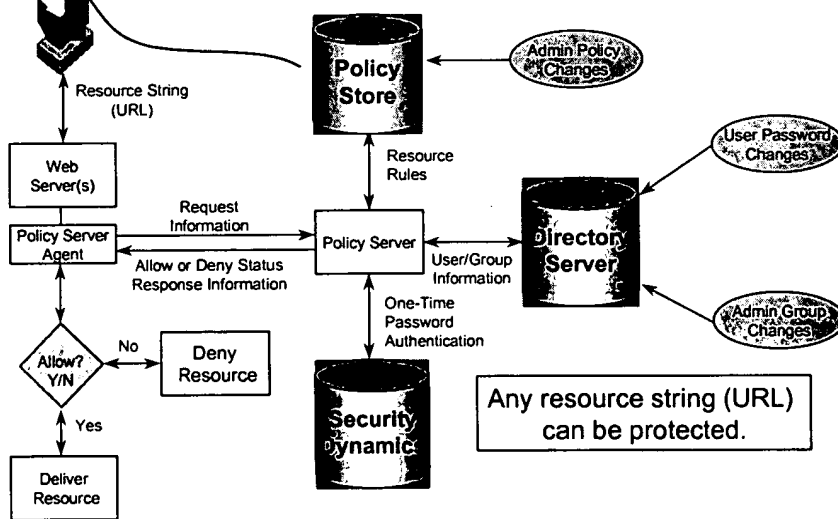 Policy
Store
Admin Policy
Changes
Resource String
(URL)
User Password
Changes
Web
Server(s)
Resource
Rules
Request
Information
Policy Server
Agent
Policy Server
Directory
Server
Allow or Deny Status
Response Information
User/Group
Information
One-Time
Password
Authentication
Admin Group
Changes
Allow?
Y/N
No
Deny
Resource
Yes
Security
Dynamic
Any resource string (URL)
can be protected.
Deliver
Resource